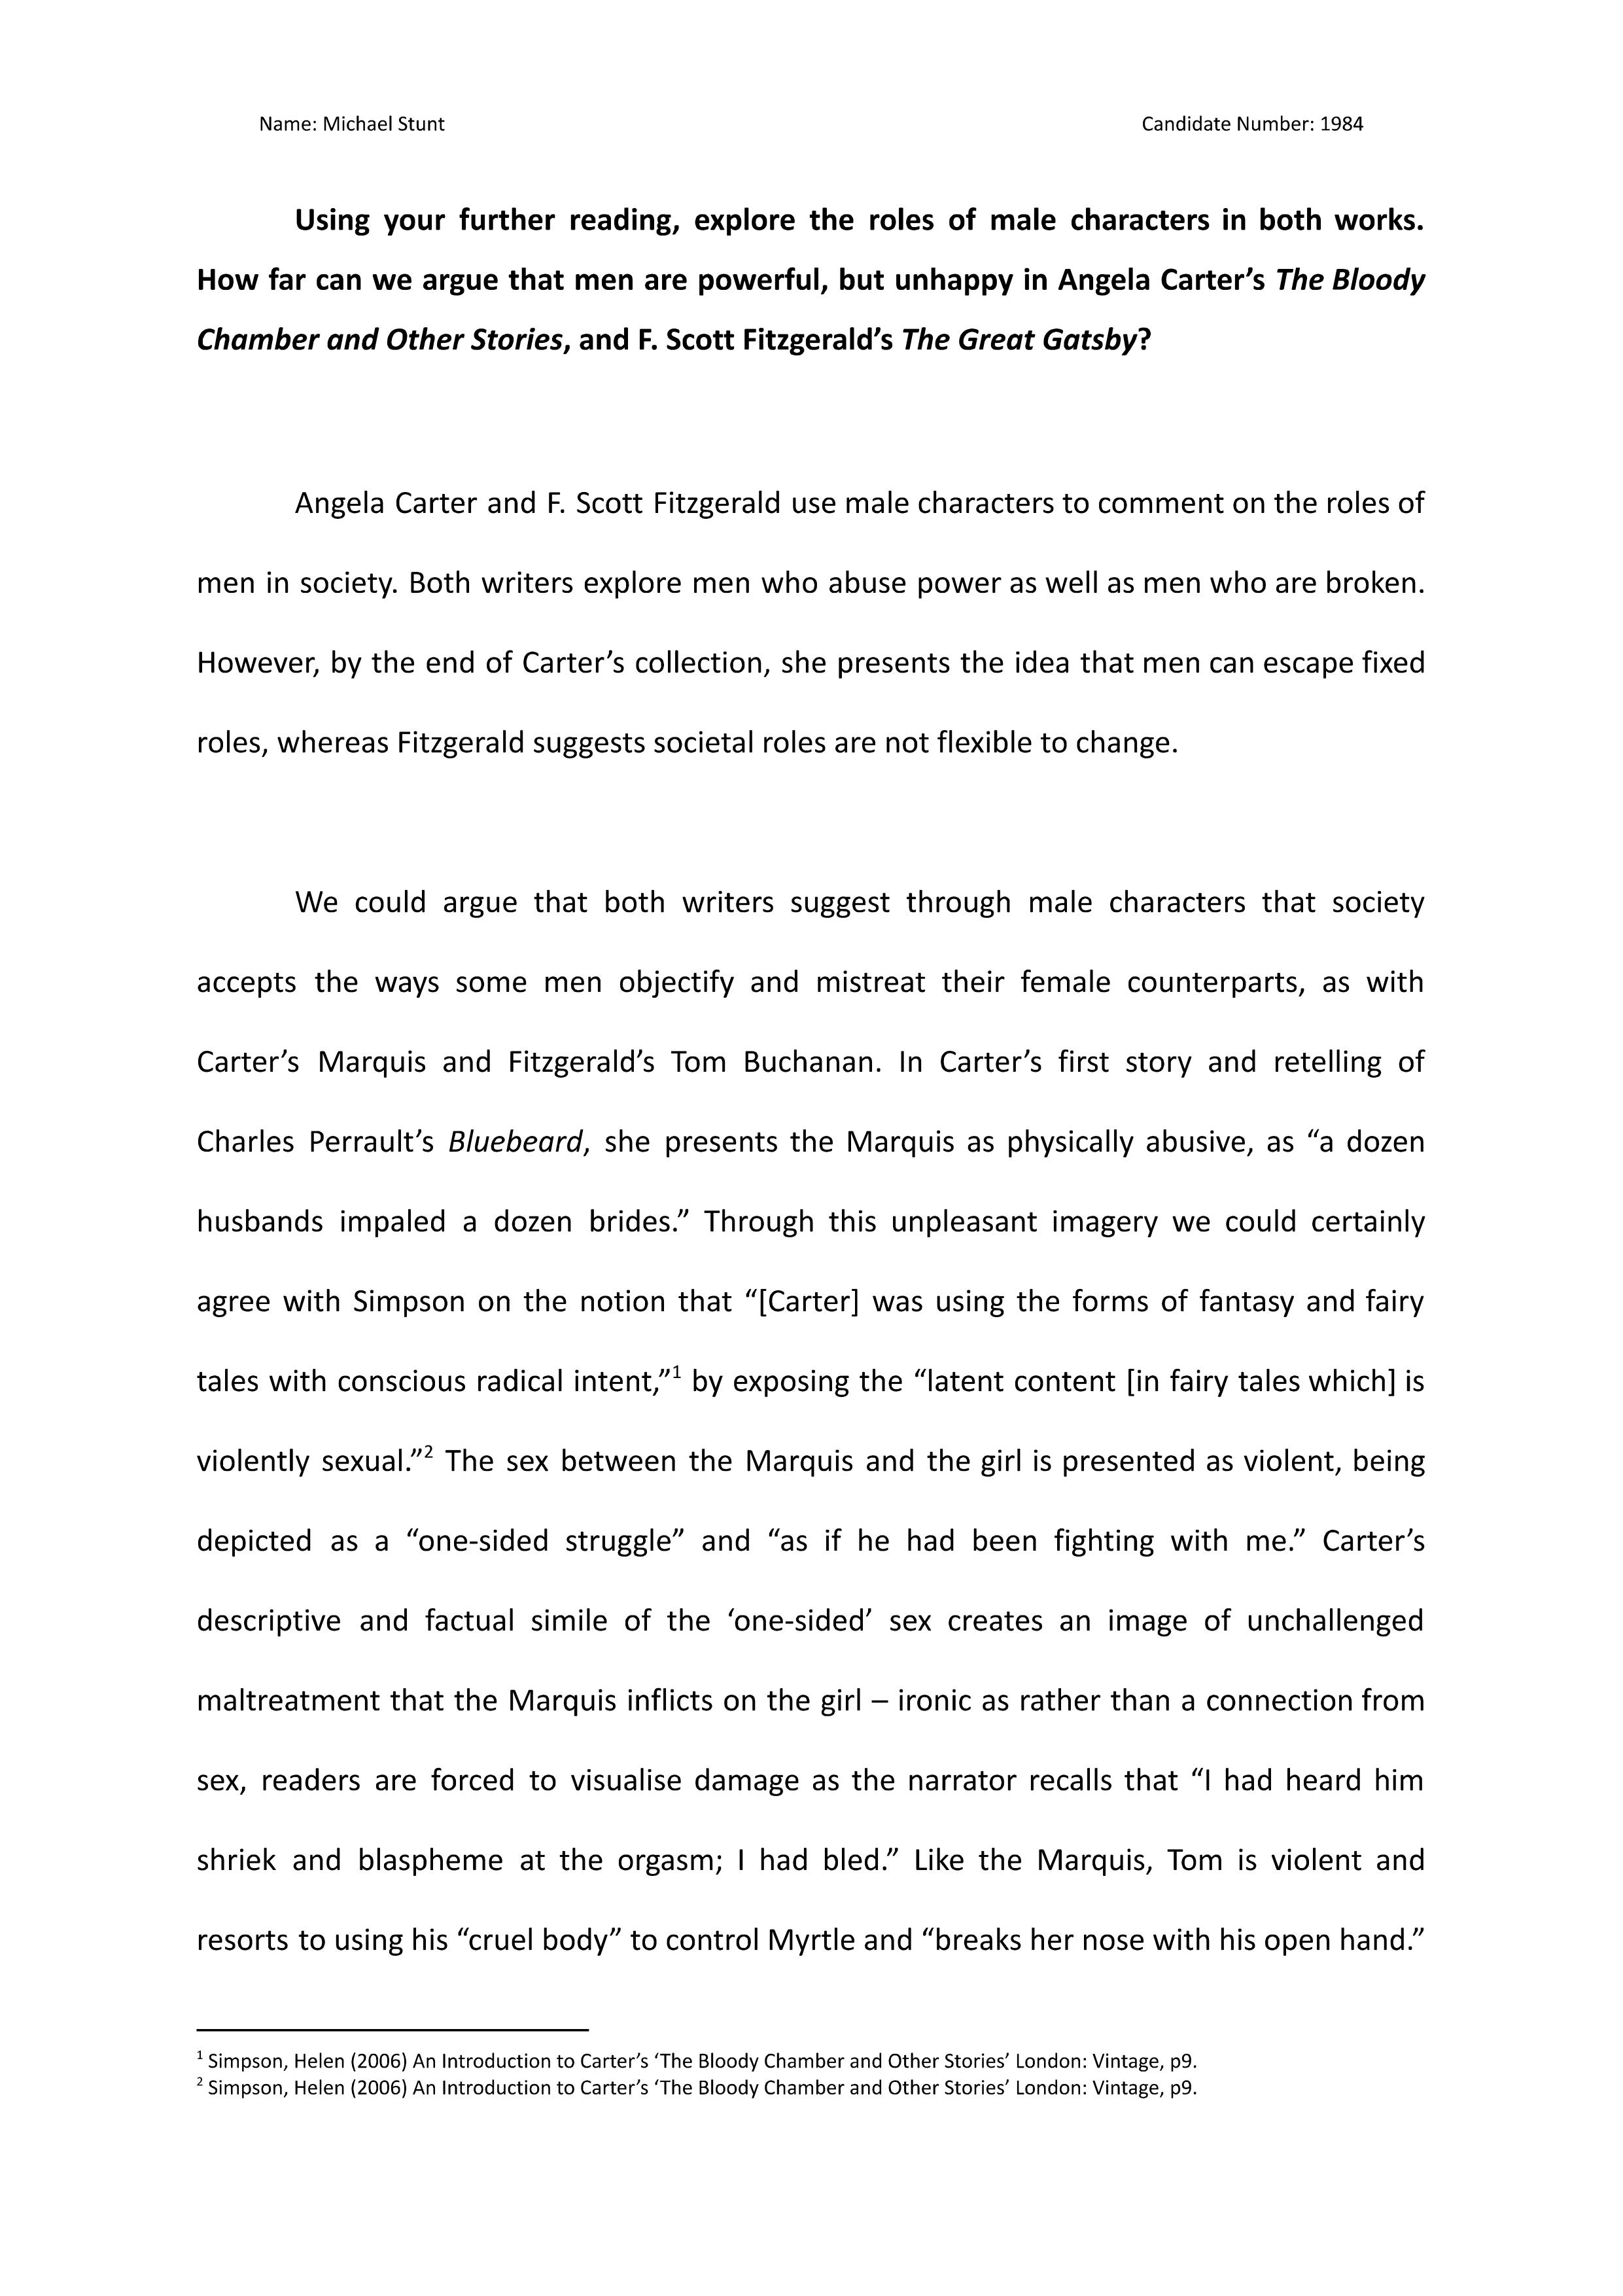 Name: Michael Stunt
Candidate Number: 1984
Using your further reading, explore the roles of male characters in both works.
How far can we argue that men are powerful, but unhappy in Angela Carter’s The Bloody
Chamber and Other Stories, and F. Scott Fitzgerald’s The Great Gatsby?
Angela Carter and F. Scott Fitzgerald use male characters to comment on the roles of
men in society. Both writers explore men who abuse power as well as men who are broken.
However, by the end of Carter’s collection, she presents the idea that men can escape fixed
roles, whereas Fitzgerald suggests societal roles are not flexible to change.
We could argue that both writers suggest through male characters that society
accepts the ways some men objectify and mistreat their female counterparts, as with
Carter’s Marquis and Fitzgerald’s Tom Buchanan. In Carter’s first story and retelling of
Charles Perrault’s Bluebeard, she presents the Marquis as physically abusive, as “a dozen
husbands impaled a dozen brides.” Through this unpleasant imagery we could certainly
agree with Simpson on the notion that “[Carter] was using the forms of fantasy and fairy
tales with conscious radical intent,”1 by exposing the “latent content [in fairy tales which] is
violently sexual.”2 The sex between the Marquis and the girl is presented as violent, being
depicted as a “one-sided struggle” and “as if he had been fighting with me.” Carter’s
descriptive and factual simile of the ‘one-sided’ sex creates an image of unchallenged
maltreatment that the Marquis inflicts on the girl – ironic as rather than a connection from
sex, readers are forced to visualise damage as the narrator recalls that “I had heard him
shriek and blaspheme at the orgasm; I had bled.” Like the Marquis, Tom is violent and
resorts to using his “cruel body” to control Myrtle and “breaks her nose with his open hand.”
1 Simpson, Helen (2006) An Introduction to Carter’s ‘The Bloody Chamber and Other Stories’ London: Vintage, p9.
2 Simpson, Helen (2006) An Introduction to Carter’s ‘The Bloody Chamber and Other Stories’ London: Vintage, p9.